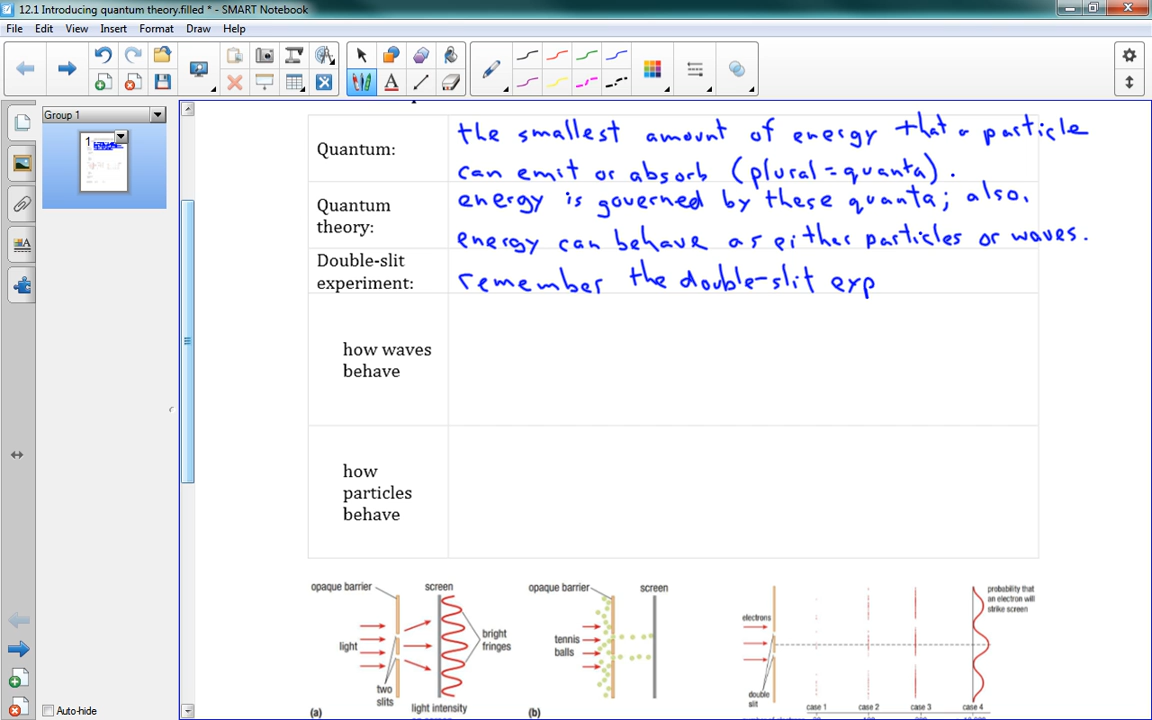 12.1 Introducing quantum theory.filled * - SMART Notebook
File Edit View Insert Format Draw Help
Group 1
1
Quantum:
the smallest amount of energy that a particle
can emit or absorb (plural = quanta).
Quantum
theory:
energy is governed by these quanta; also,
energy can behave as either particles or waves.
Double-slit
experiment:
remember the double-slit exp
how waves
behave
how
particles
behave
opaque barrier
screen
light
two
slits
bright
fringes
light intensity
(a)
opaque barrier
screen
tennis
balls
(b)
electrons
double
slit
case 1
case 2
case 3
case 4
probability that
an electron will
strike screen
Auto-hide